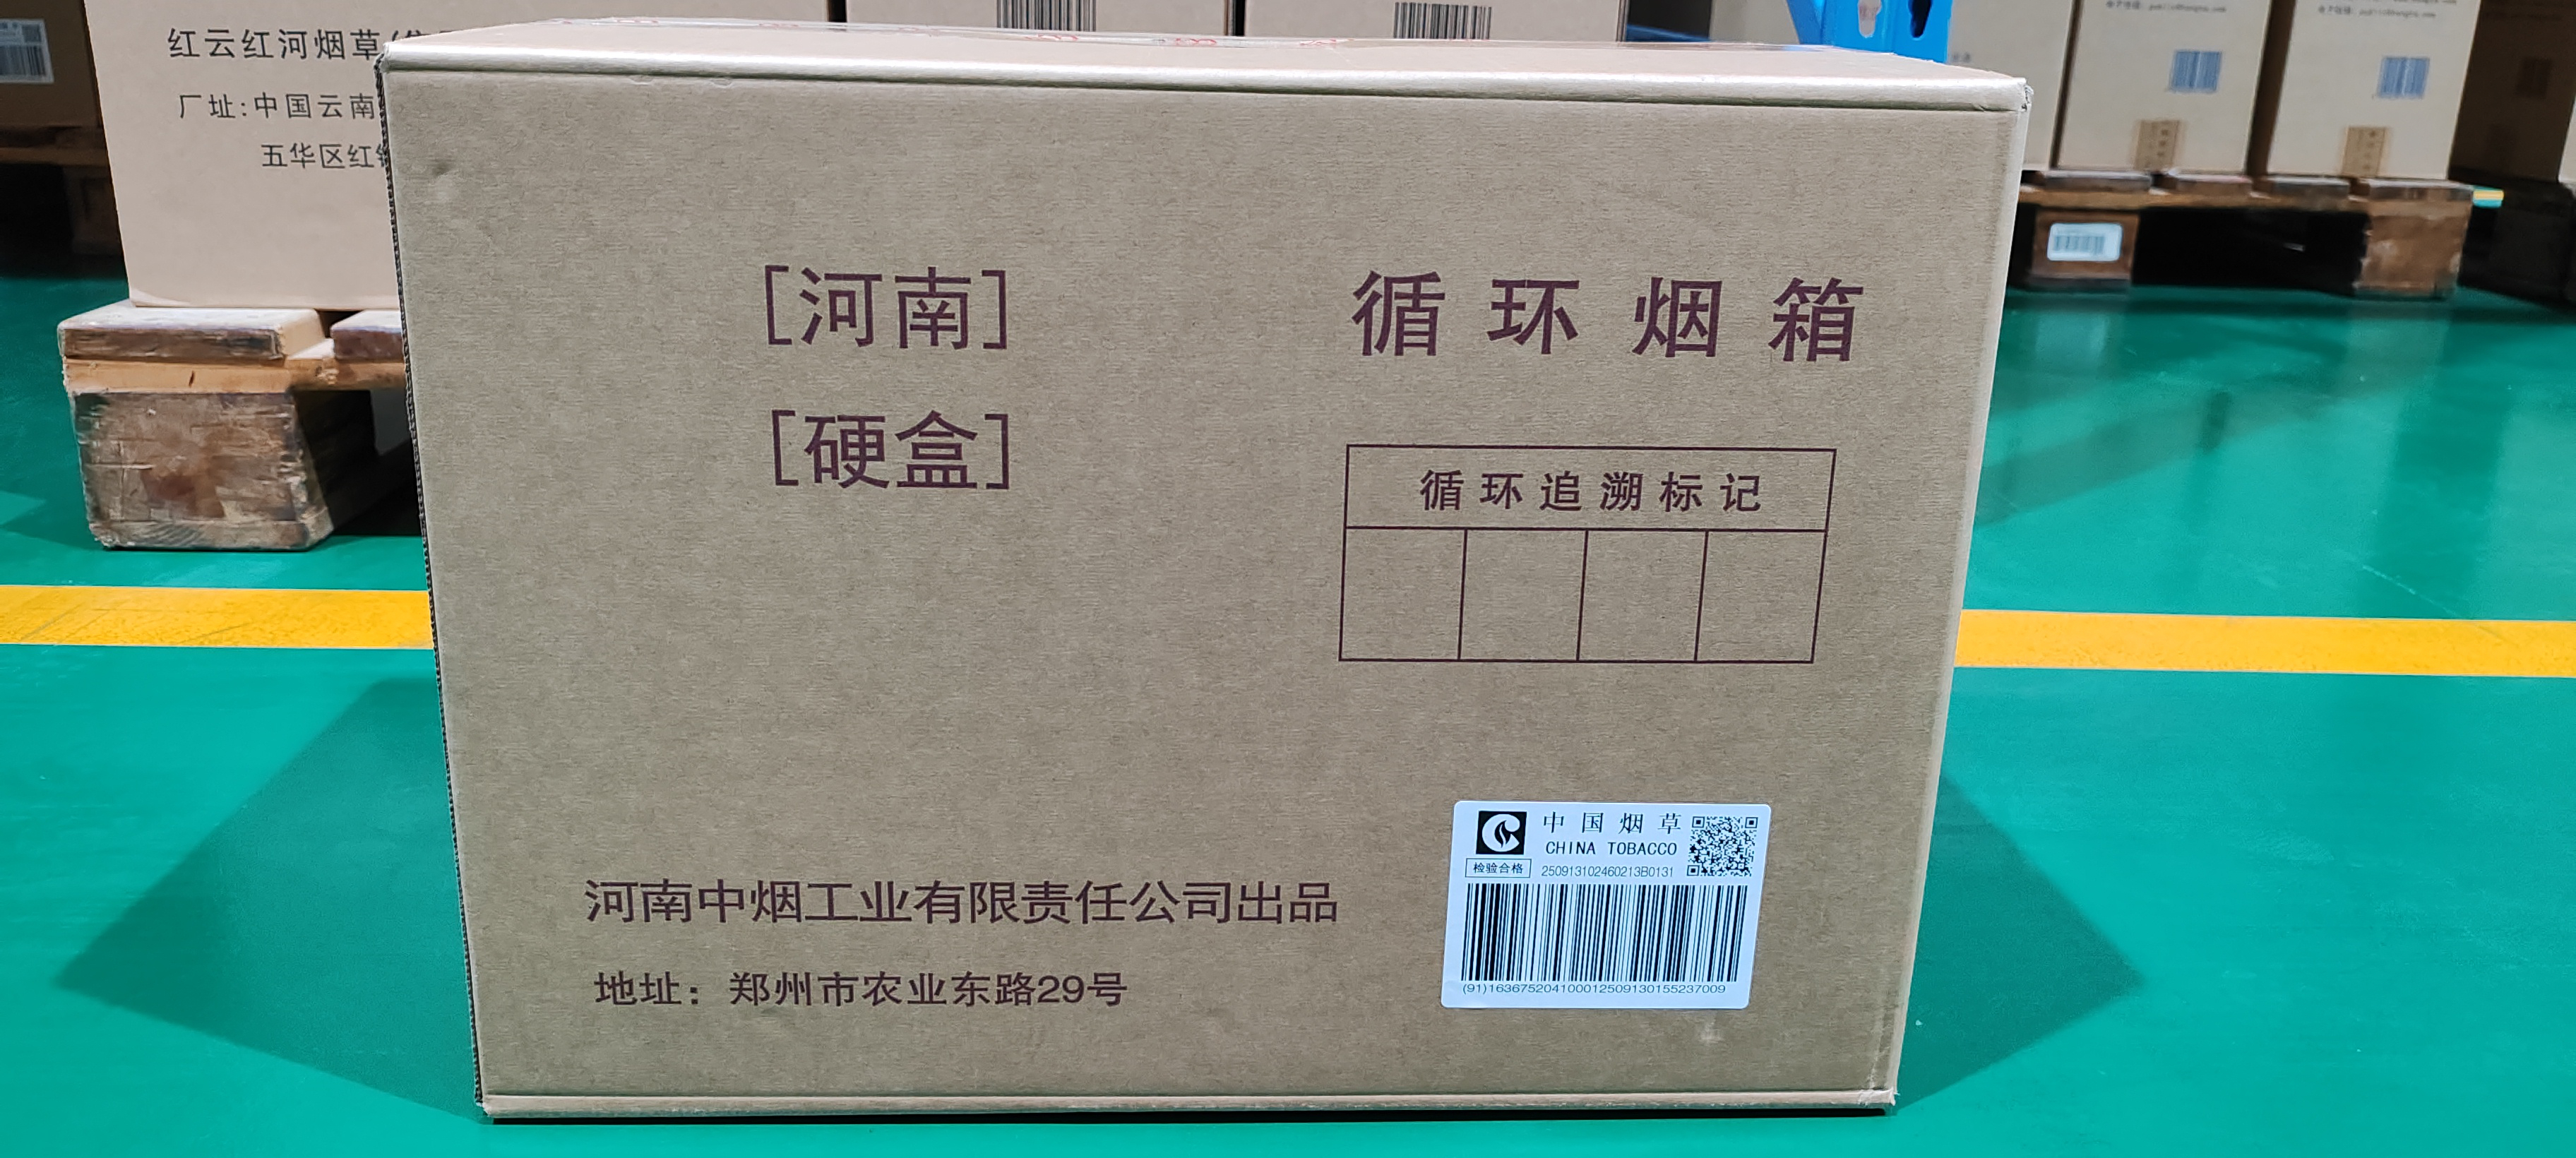 红云红河烟草
厂址:中国云南
五华区红
[河南]
[硬盒]
循环烟箱
循环追溯标记
河南中烟工业有限责任公司出品
地址：郑州市农业东路29号
中国烟草
CHINA TOBACCO
检验合格
250913102460213B0131
(91)1636752041000125091301552370​09